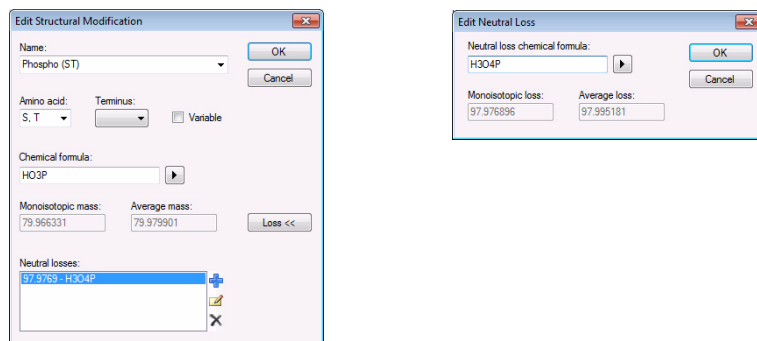 Edit Structural Modification
Name:
Phospho (ST)
OK
Cancel
Amino acid:
Terminus:
S, T
Variable
Chemical formula:
HO3P
Monoisotopic mass:
Average mass:
79.966331
79.979901
Loss <<
Neutral losses:
97.9769 - H3O4P
Edit Neutral Loss
Neutral loss chemical formula:
H3O4P
OK
Cancel
Monoisotopic loss:
Average loss:
97.976896
97.995181